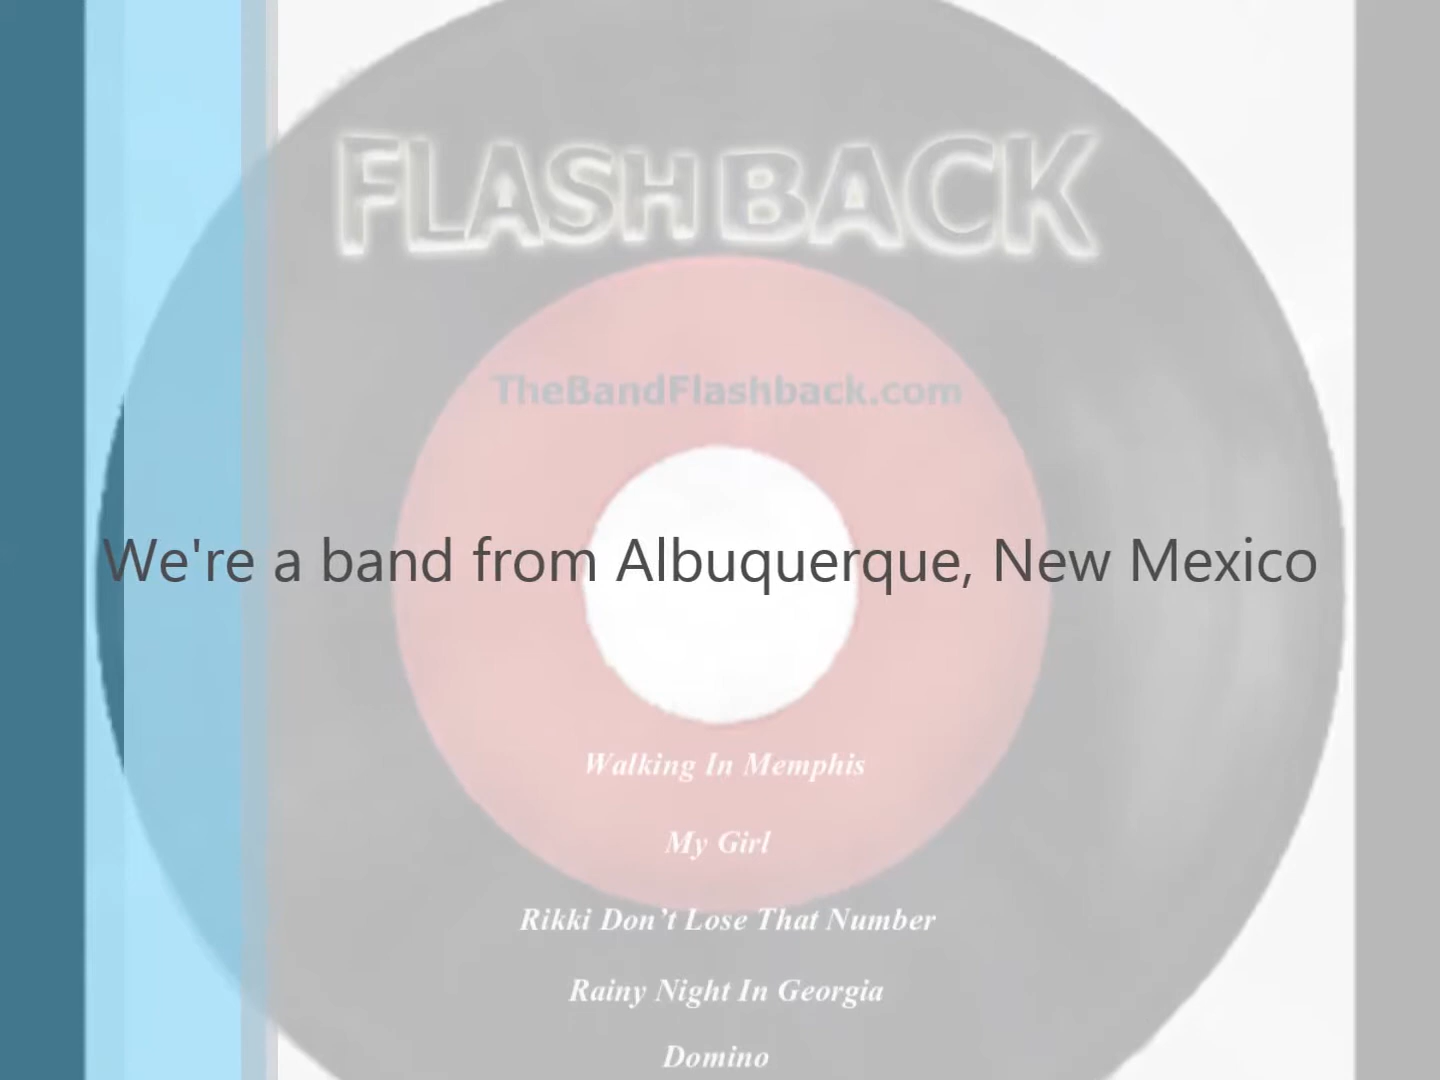 FLASH BACK
TheBandFlashback.com
We're a band from Albuquerque, New Mexico
Walking In Memphis
My Girl
Rikki Don’t Lose That Number
Rainy Night In Georgia
Domino